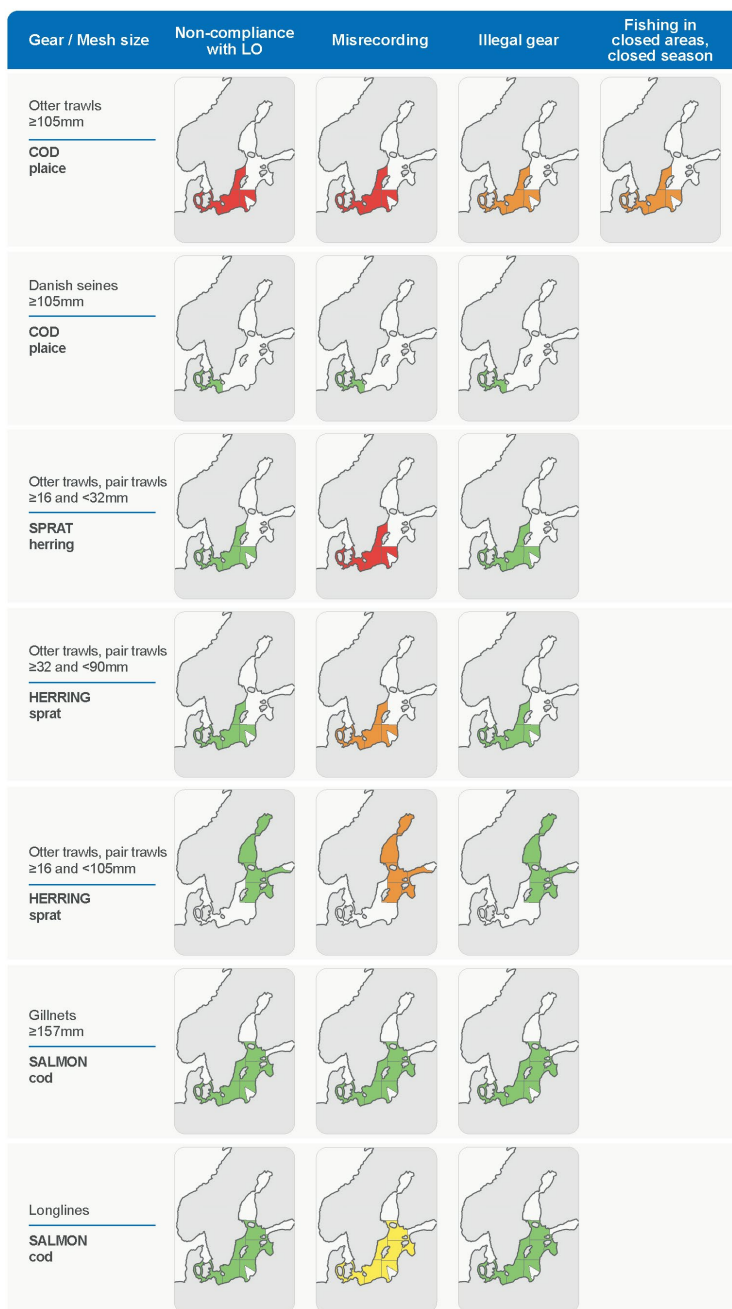 Gear / Mesh size
Non-compliance
with LO
Misrecording
Illegal gear
Fishing in
closed areas,
closed season
Otter trawls
≥105mm
COD
plaice
Danish seines
≥105mm
COD
plaice
Otter trawls, pair trawls
≥16 and <32mm
SPRAT
herring
Otter trawls, pair trawls
≥32 and <90mm
HERRING
sprat
Otter trawls, pair trawls
≥16 and <105mm
HERRING
sprat
Gillnets
≥157mm
SALMON
cod
Longlines
SALMON
cod